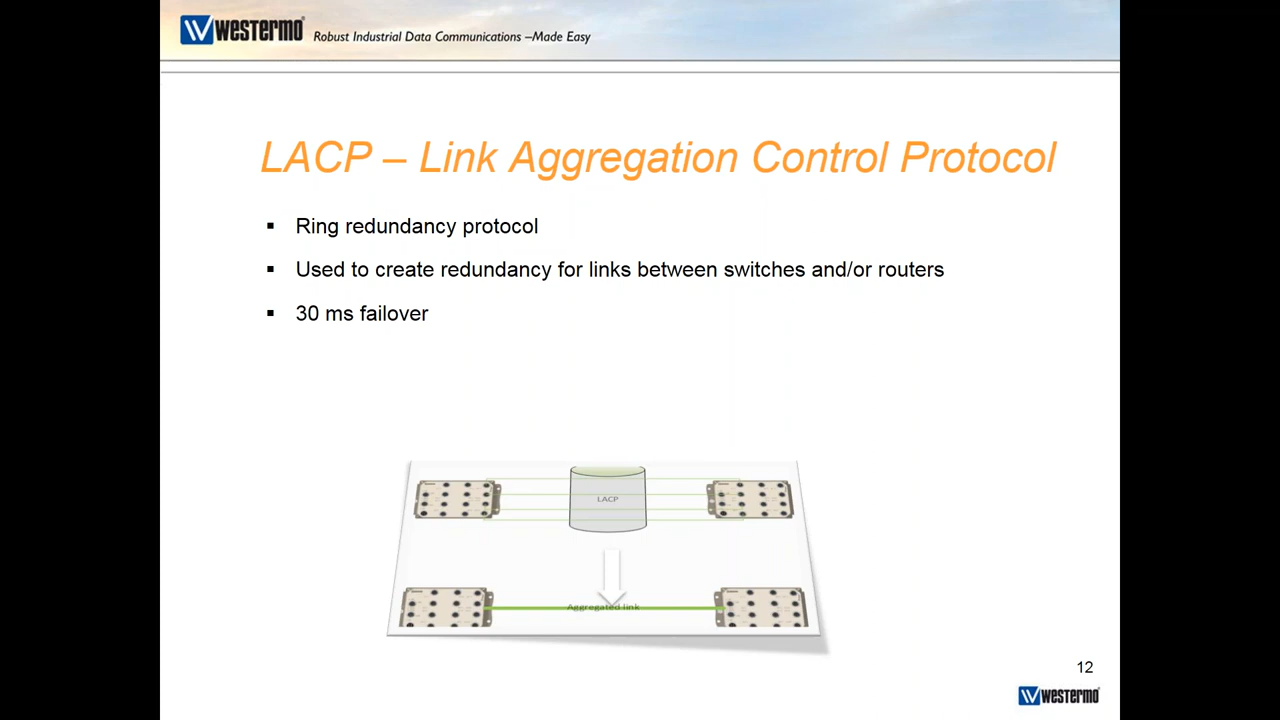 westermo Robust Industrial Data Communications –Made Easy
LACP – Link Aggregation Control Protocol
▪ Ring redundancy protocol
▪ Used to create redundancy for links between switches and/or routers
▪ 30 ms failover
LACP
Aggregated link
12
westermo